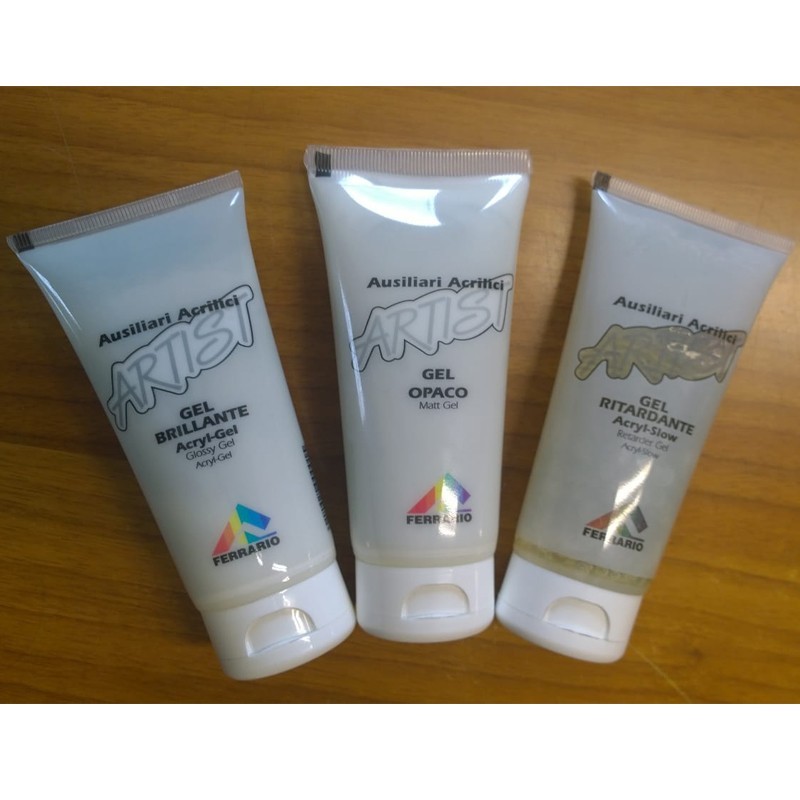 Ausiliari Acrilici
ARTIST
GEL
BRILLANTE
Acryl-Gel
Glossy Gel
Acryl-Gel
FERRARIO
Ausiliari Acrilici
ARTIST
GEL
OPACO
Matt Gel
FERRARIO
Ausiliari Acrilici
ARTIST
GEL
RITARDANTE
Acryl-Slow
Retarder Gel
Acryl-Slow
FERRARIO